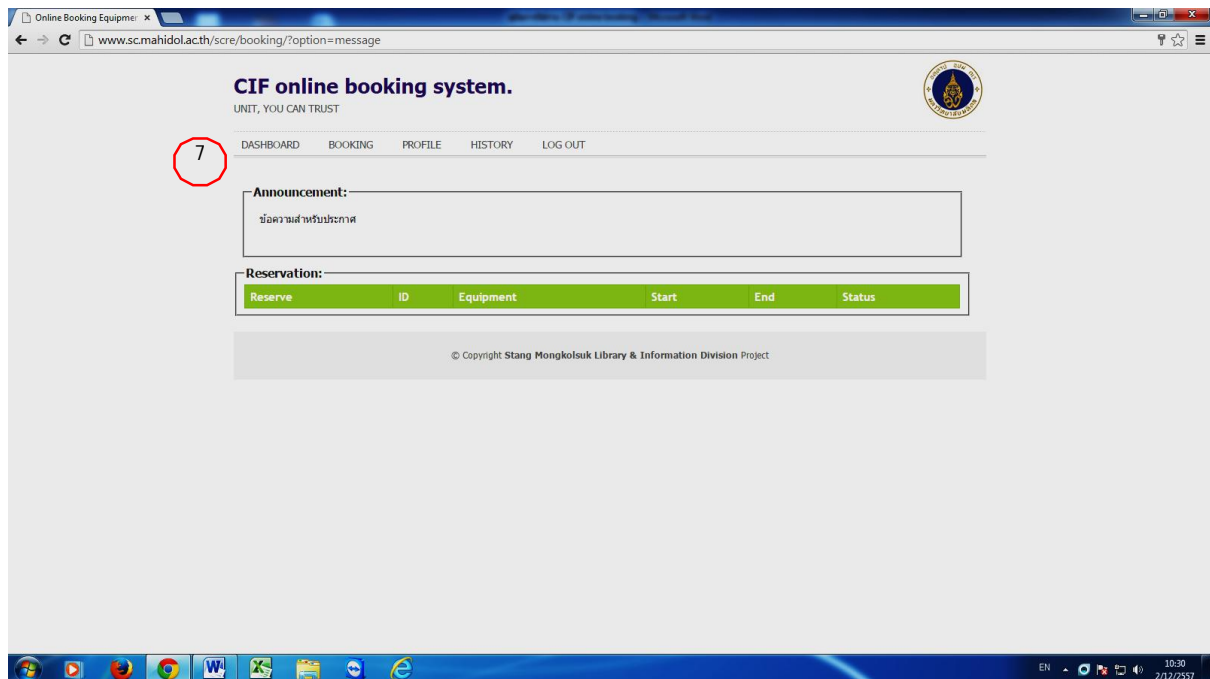 Online Booking Equipmer
www.sc.mahidol.ac.th/scre/booking/?option=message
CIF online booking system.
UNIT, YOU CAN TRUST
7
DASHBOARD BOOKING PROFILE HISTORY LOG OUT
Announcement:
ข้อความสำหรับประกาศ
Reservation:
Reserve ID Equipment Start End Status
© Copyright Stang Mongkolsuk Library & Information Division Project
EN
10:30
2/12/2557